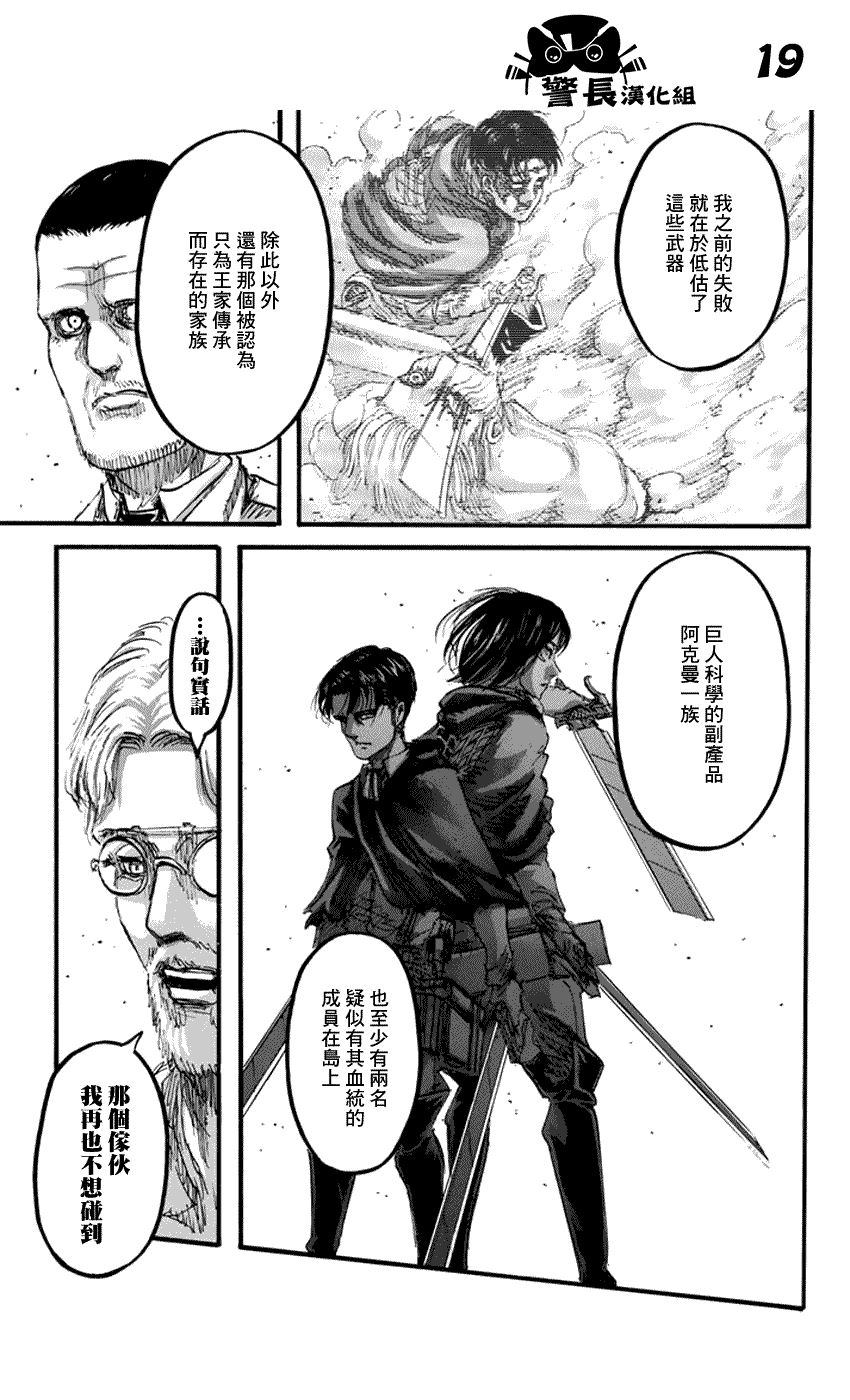 警長漢化組
19
我之前的失敗
就在於低估了
這些武器
除此以外
還有那個被認為
只為王家傳承
而存在的家族
巨人科學的副產品
阿克曼一族
也至少有兩名
疑似有其血統的
成員在島上
…說句實話
那個傢伙
我再也不想碰到